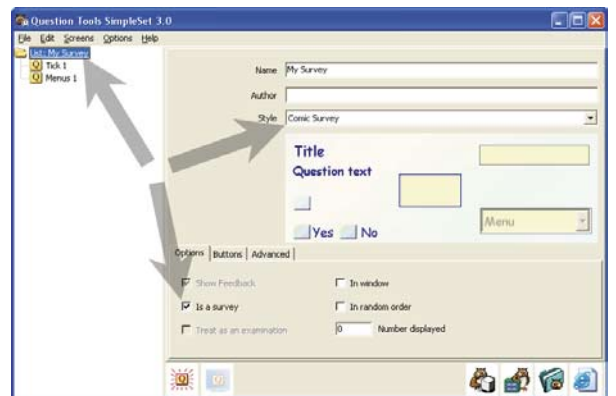 Question Tools SimpleSet 3.0
File Edit Screens Options Help
List: My Survey
Tick 1
Menus 1
Name My Survey
Author
Style Comic Survey
Title
Question text
Menu
Yes No
Options Buttons Advanced
Show Feedback In window
Is a survey In random order
Treat as an examination 0 Number displayed